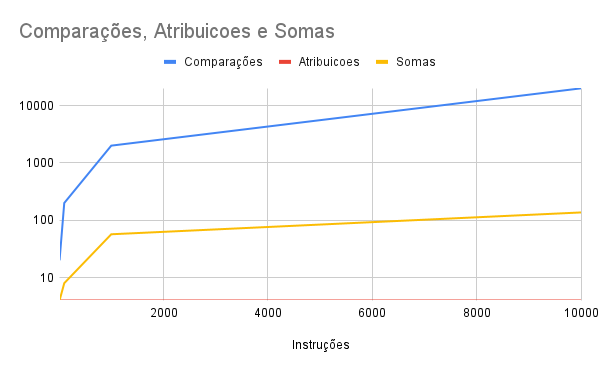 Comparações, Atribuicoes e Somas
Comparações Atribuicoes Somas
10000
1000
100
10
2000 4000 6000 8000 10000
Instruções